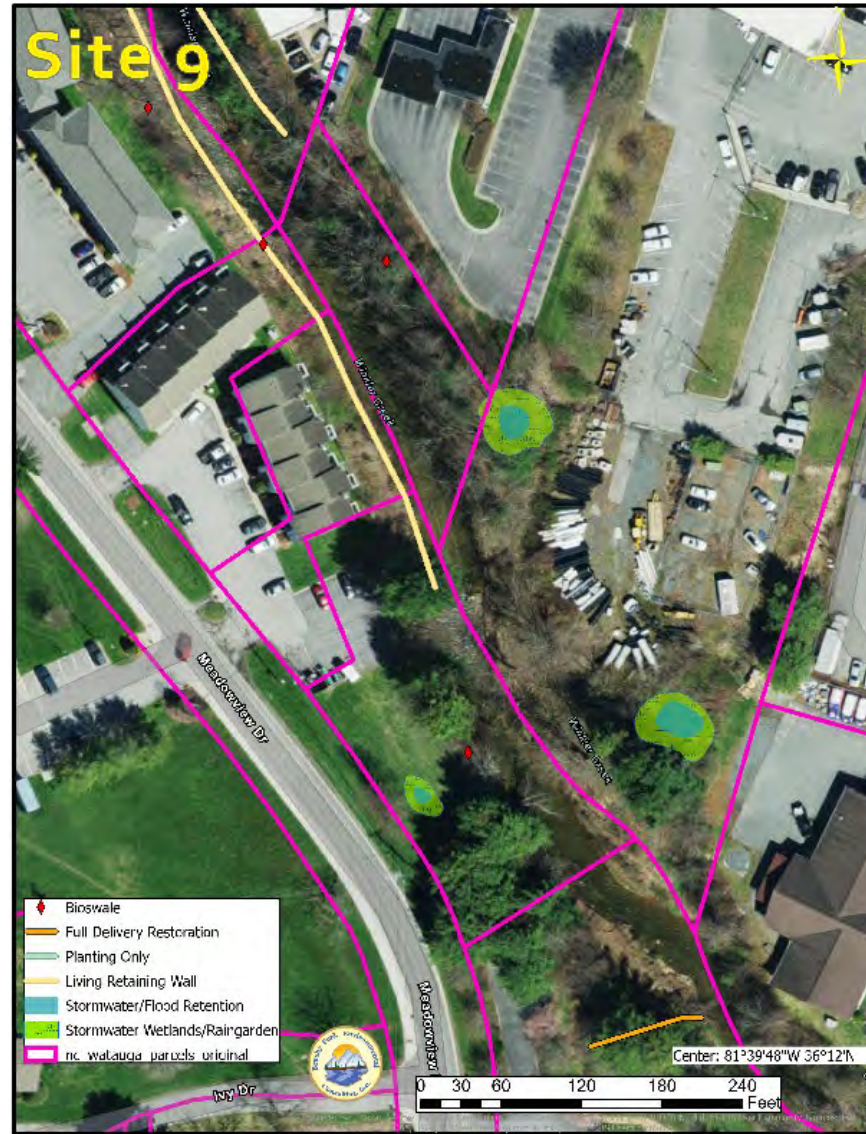 Site 9
Winkler Creek
Meadowview Dr
Winkler Creek
Bioswale
Full Delivery Restoration
Planting Only
Living Retaining Wall
Stormwater/Flood Retention
Stormwater Wetlands/Raingarden
nc_watauga_parcels_original
Ivy Dr
Meadowview
Center: 81°39'48"W 36°12'N
0 30 60 120 180 240
Feet